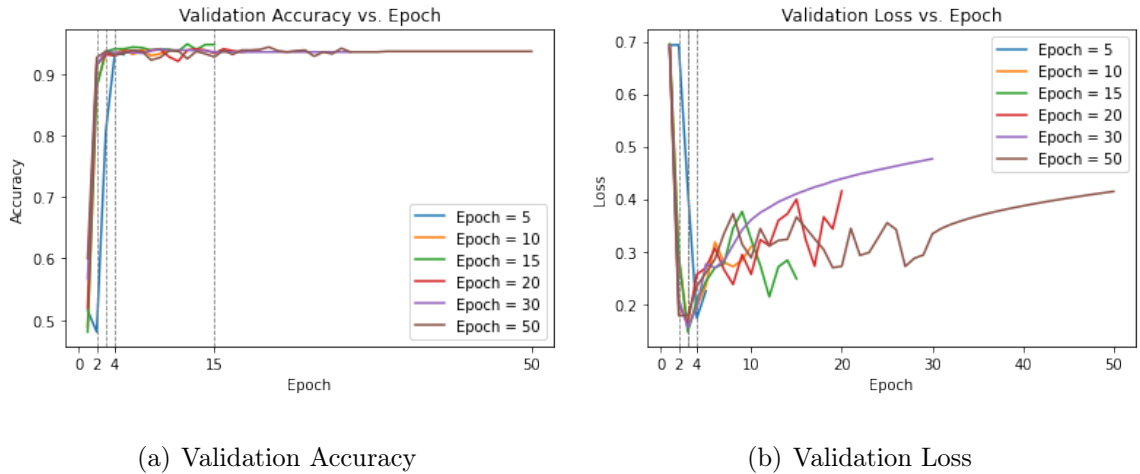 Validation Accuracy vs. Epoch
0.9
0.8
0.7
0.6
0.5
Accuracy
Epoch = 5
Epoch = 10
Epoch = 15
Epoch = 20
Epoch = 30
Epoch = 50
0 2 4 15 50
Epoch
(a) Validation Accuracy
Validation Loss vs. Epoch
0.7
0.6
0.5
0.4
0.3
0.2
Loss
Epoch = 5
Epoch = 10
Epoch = 15
Epoch = 20
Epoch = 30
Epoch = 50
0 2 4 10 20 30 40 50
Epoch
(b) Validation Loss